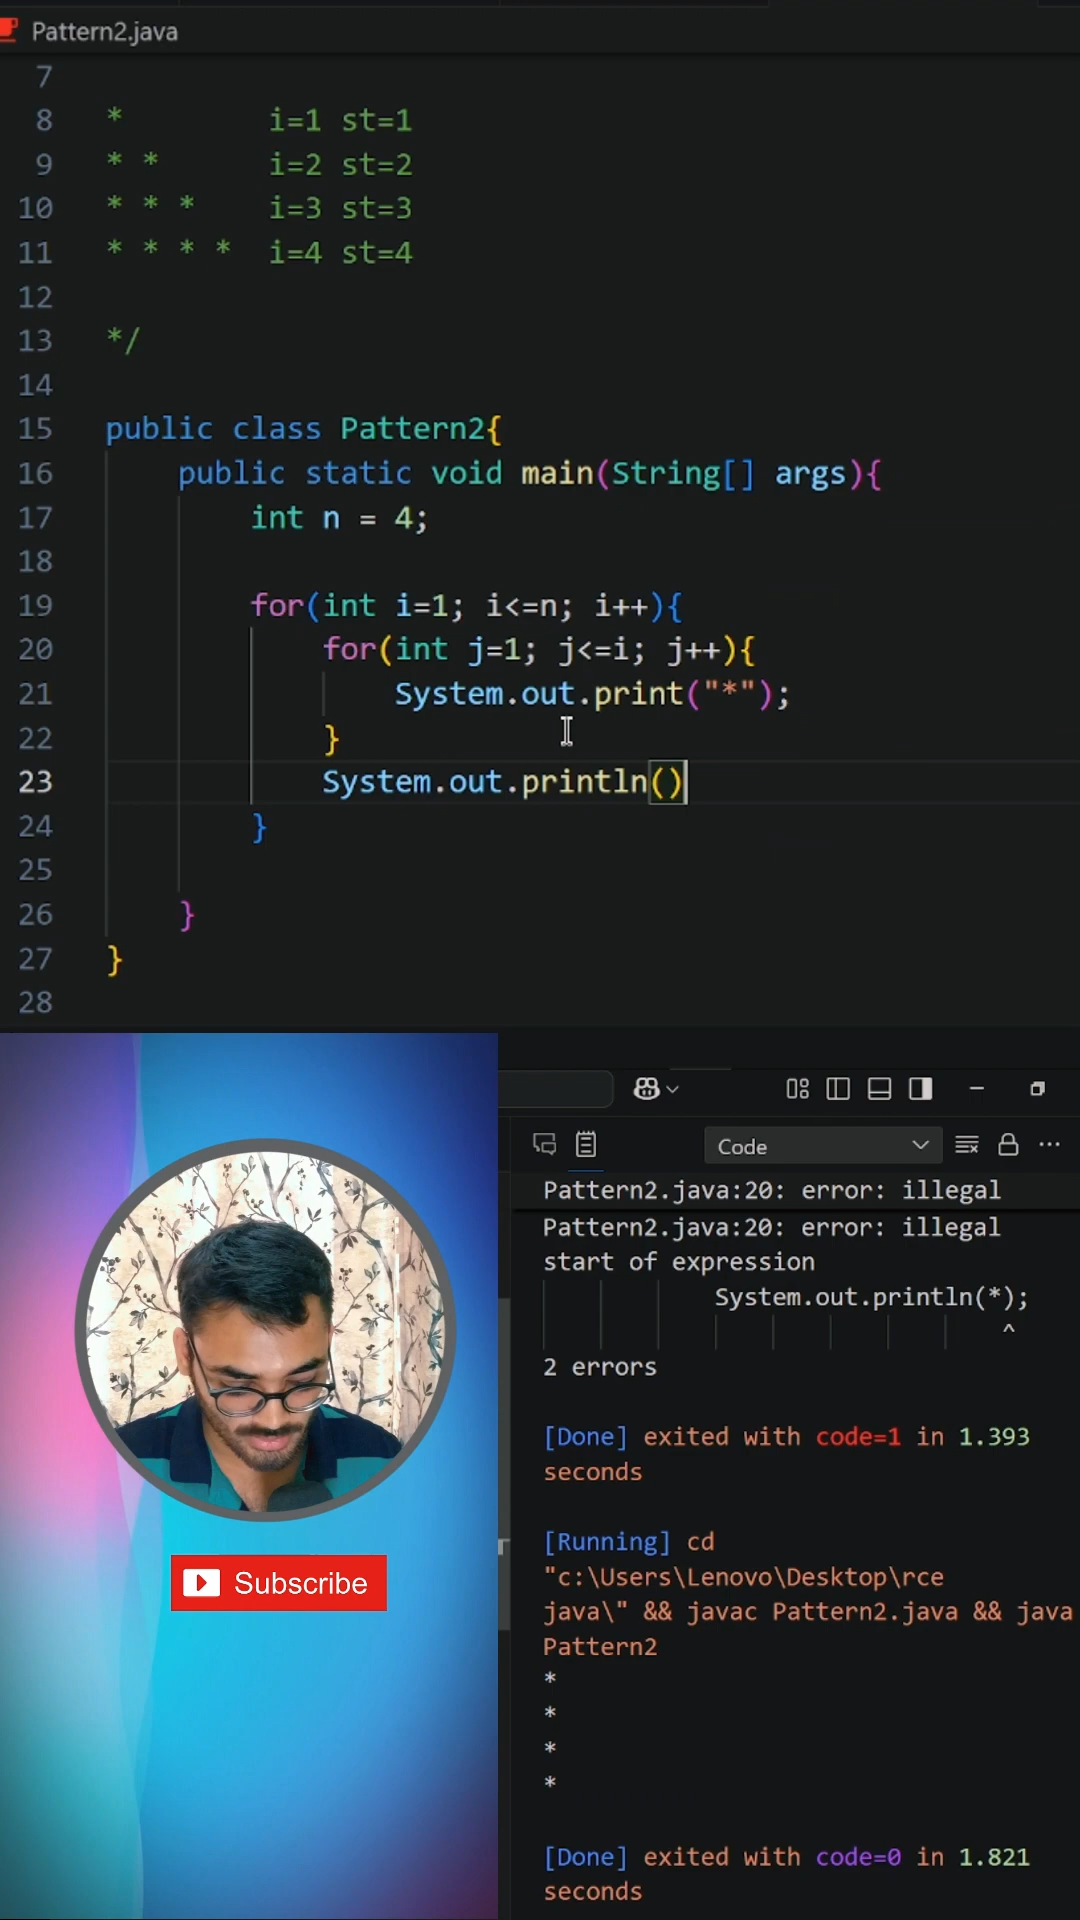 Pattern2.java
7
8 * i=1 st=1
9 * * i=2 st=2
10 * * * i=3 st=3
11 * * * * i=4 st=4
12
13 */
14
15 public class Pattern2{
16 public static void main(String[] args){
17 int n = 4;
18
19 for(int i=1; i<=n; i++){
20 for(int j=1; j<=i; j++){
21 System.out.print("*");
22 }
23 System.out.println()
24 }
25
26 }
27 }
28
Subscribe
Code
Pattern2.java:20: error: illegal
Pattern2.java:20: error: illegal
start of expression
System.out.println(*);
^
2 errors
[Done] exited with code=1 in 1.393
seconds
[Running] cd
"c:\Users\Lenovo\Desktop\rce
java\" && javac Pattern2.java && java
Pattern2
*
*
*
*
[Done] exited with code=0 in 1.821
seconds